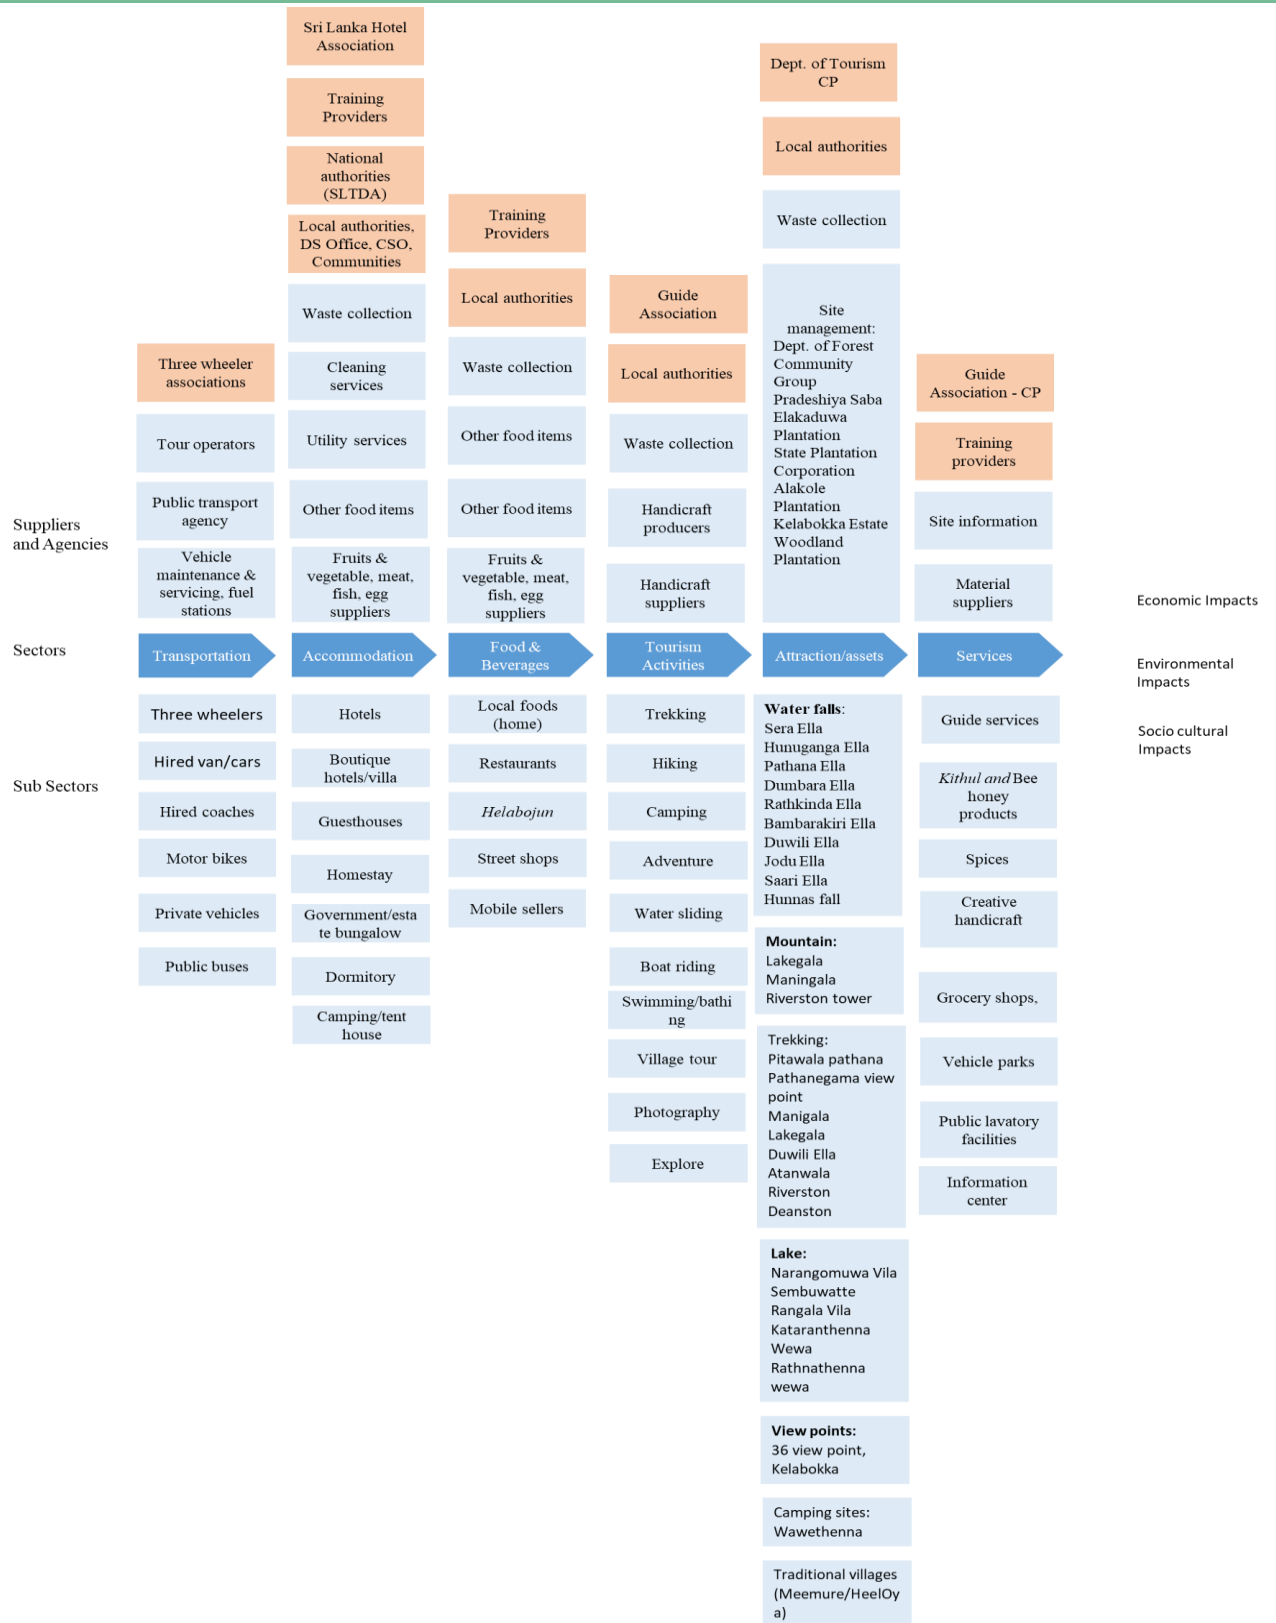 Sri Lanka Hotel
Association
Training
Providers
National
authorities
(SLTDA)
Local authorities,
DS Office, CSO,
Communities
Waste collection
Cleaning
services
Utility services
Other food items
Fruits &
vegetable, meat,
fish, egg
suppliers
Three wheeler
associations
Tour operators
Public transport
agency
Vehicle
maintenance &
servicing, fuel
stations
Training
Providers
Local authorities
Waste collection
Other food items
Other food items
Fruits &
vegetable, meat,
fish, egg
suppliers
Guide
Association
Local authorities
Waste collection
Handicraft
producers
Handicraft
suppliers
Dept. of Tourism
CP
Local authorities
Waste collection
Site
management:
Dept. of Forest
Community
Group
Pradeshiya Saba
Elakaduwa
Plantation
State Plantation
Corporation
Alakole
Plantation
Kelabokka Estate
Woodland
Plantation
Guide
Association - CP
Training
providers
Site information
Material
suppliers
Suppliers
and Agencies
Sectors
Sub Sectors
Transportation
Accommodation
Food &
Beverages
Tourism
Activities
Attraction/assets
Services
Economic Impacts
Environmental
Impacts
Socio cultural
Impacts
Three wheelers
Hired van/cars
Hired coaches
Motor bikes
Private vehicles
Public buses
Hotels
Boutique
hotels/villa
Guesthouses
Homestay
Government/esta
te bungalow
Dormitory
Camping/tent
house
Local foods
(home)
Restaurants
Helabojun
Street shops
Mobile sellers
Trekking
Hiking
Camping
Adventure
Water sliding
Boat riding
Swimming/bathi
ng
Village tour
Photography
Explore
Water falls:
Sera Ella
Hunuganga Ella
Pathana Ella
Dumbara Ella
Rathkinda Ella
Bambarakiri Ella
Duwili Ella
Jodu Ella
Saari Ella
Hunnas fall
Mountain:
Lakegala
Maningala
Riverston tower
Trekking:
Pitawala pathana
Pathanegama view
point
Manigala
Lakegala
Duwili Ella
Atanwala
Riverston
Deanston
Lake:
Narangomuwa Vila
Sembuwatte
Rangala Vila
Kataranthenna
Wewa
Rathnathenna
wewa
View points:
36 view point,
Kelabokka
Camping sites:
Wawethenna
Traditional villages
(Meemure/HeelOy
a)
Guide services
Kithul and Bee
honey
products
Spices
Creative
handicraft
Grocery shops,
Vehicle parks
Public lavatory
facilities
Information
center